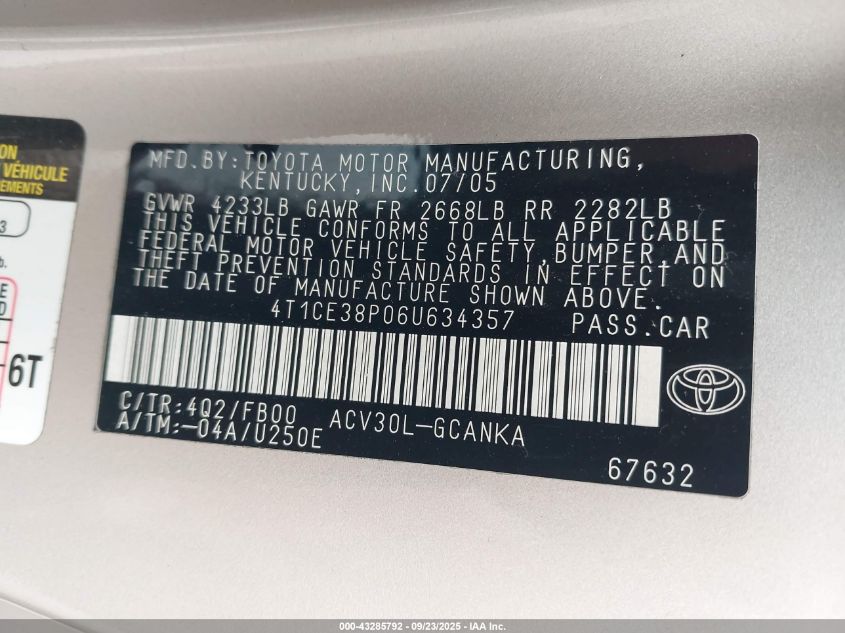 ON
VÉHICULE
EMENTS
3
b.
E
D
6T
MFD.BY:TOYOTA MOTOR MANUFACTURING,
KENTUCKY,INC.07/05
GVWR 4233LB GAWR FR 2668LB RR 2282LB
THIS VEHICLE CONFORMS TO ALL APPLICABLE
FEDERAL MOTOR VEHICLE SAFETY,BUMPER,AND
THEFT PREVENTION STANDARDS IN EFFECT ON
THE DATE OF MANUFACTURE SHOWN ABOVE.
4T1CE38P06U634357 PASS.CAR
C/TR:4Q2/FB00 ACV30L-GCANKA
A/TM:-04A/U250E
67632
000-43285792 - 09/23/2025 - IAA Inc.